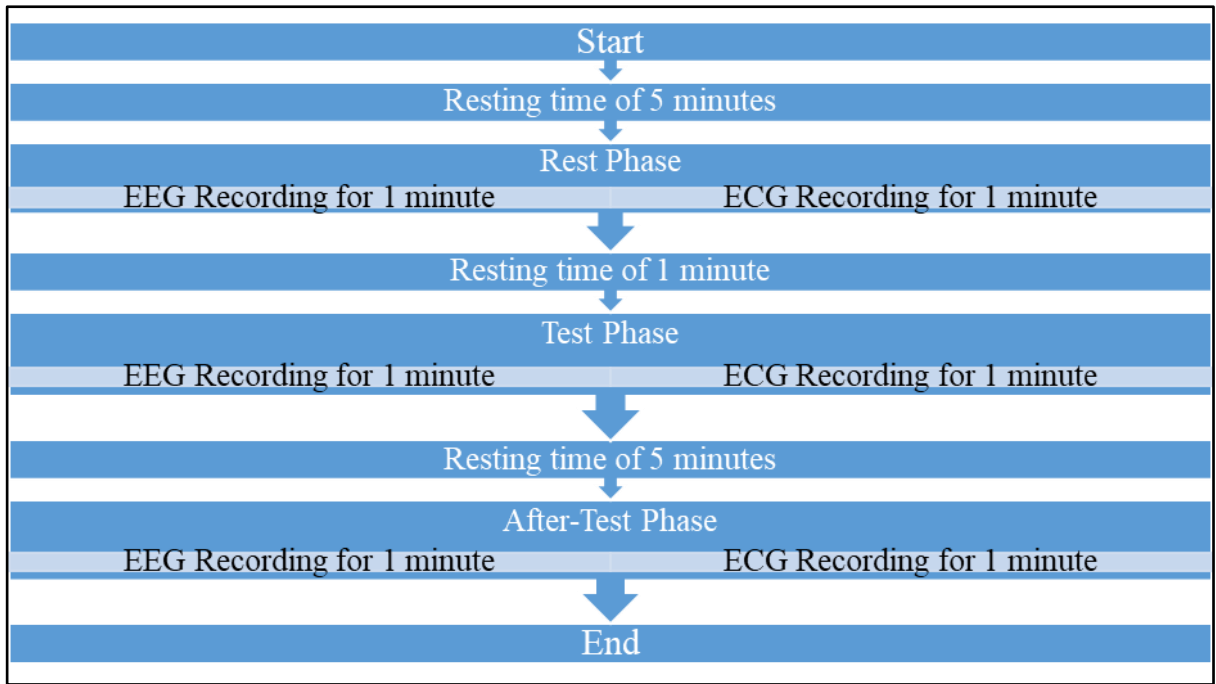 Start
Resting time of 5 minutes
Rest Phase
EEG Recording for 1 minute
ECG Recording for 1 minute
Resting time of 1 minute
Test Phase
EEG Recording for 1 minute
ECG Recording for 1 minute
Resting time of 5 minutes
After-Test Phase
EEG Recording for 1 minute
ECG Recording for 1 minute
End